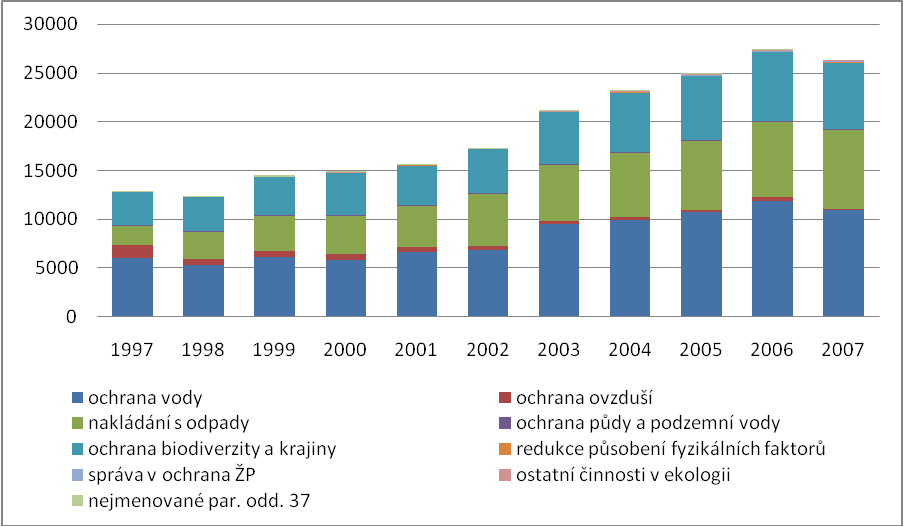 30000
25000
20000
15000
10000
5000
0
1997 1998 1999 2000 2001 2002 2003 2004 2005 2006 2007
ochrana vody ochrana ovzduší
nakládání s odpady ochrana půdy a podzemní vody
ochrana biodiverzity a krajiny redukce působení fyzikálních faktorů
správa v ochrana ŽP ostatní činnosti v ekologii
nejmenované par. odd. 37